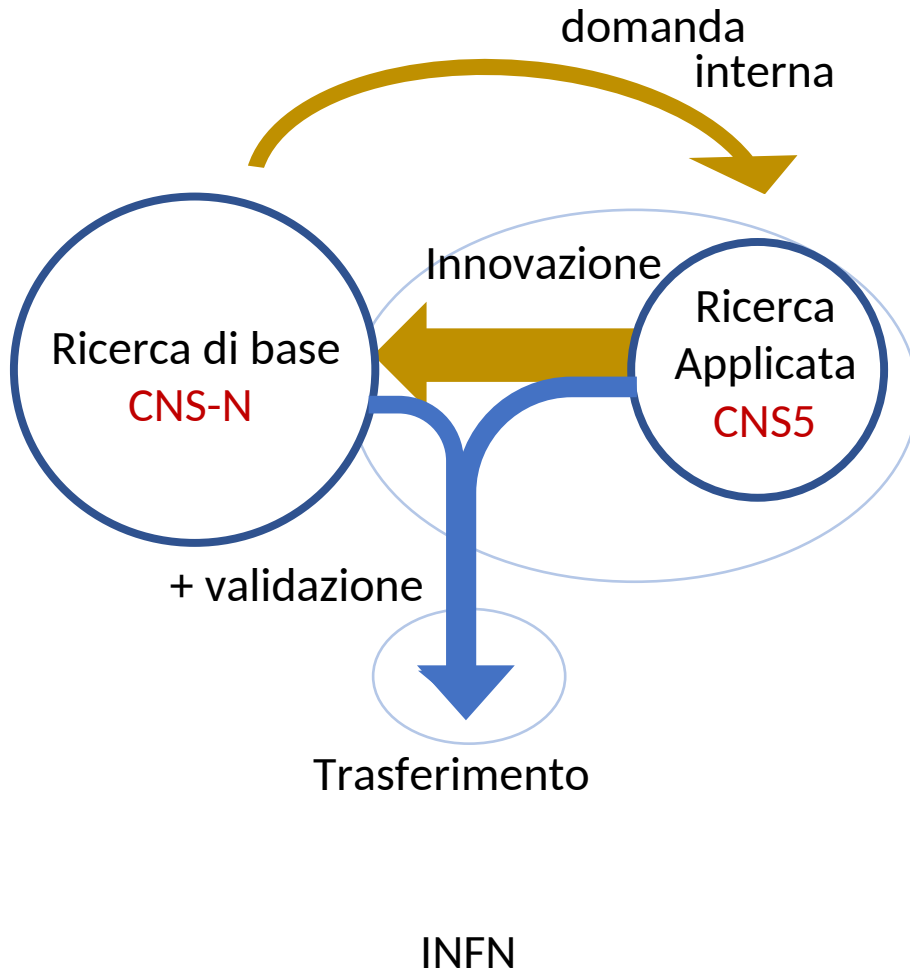 domanda
interna
Innovazione
Ricerca di base
CNS-N
Ricerca
Applicata
CNS5
+ validazione
Trasferimento
INFN